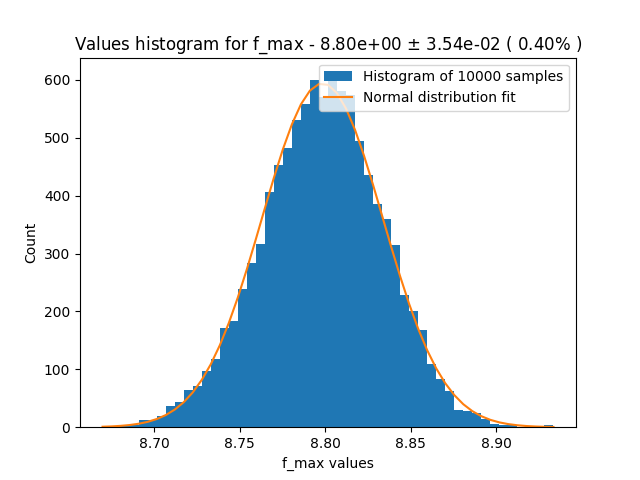 Values histogram for f_max - 8.80e+00 ± 3.54e-02 ( 0.40% )
Histogram of 10000 samples
Normal distribution fit
600
500
400
300
200
100
0
Count
8.70 8.75 8.80 8.85 8.90
f_max values